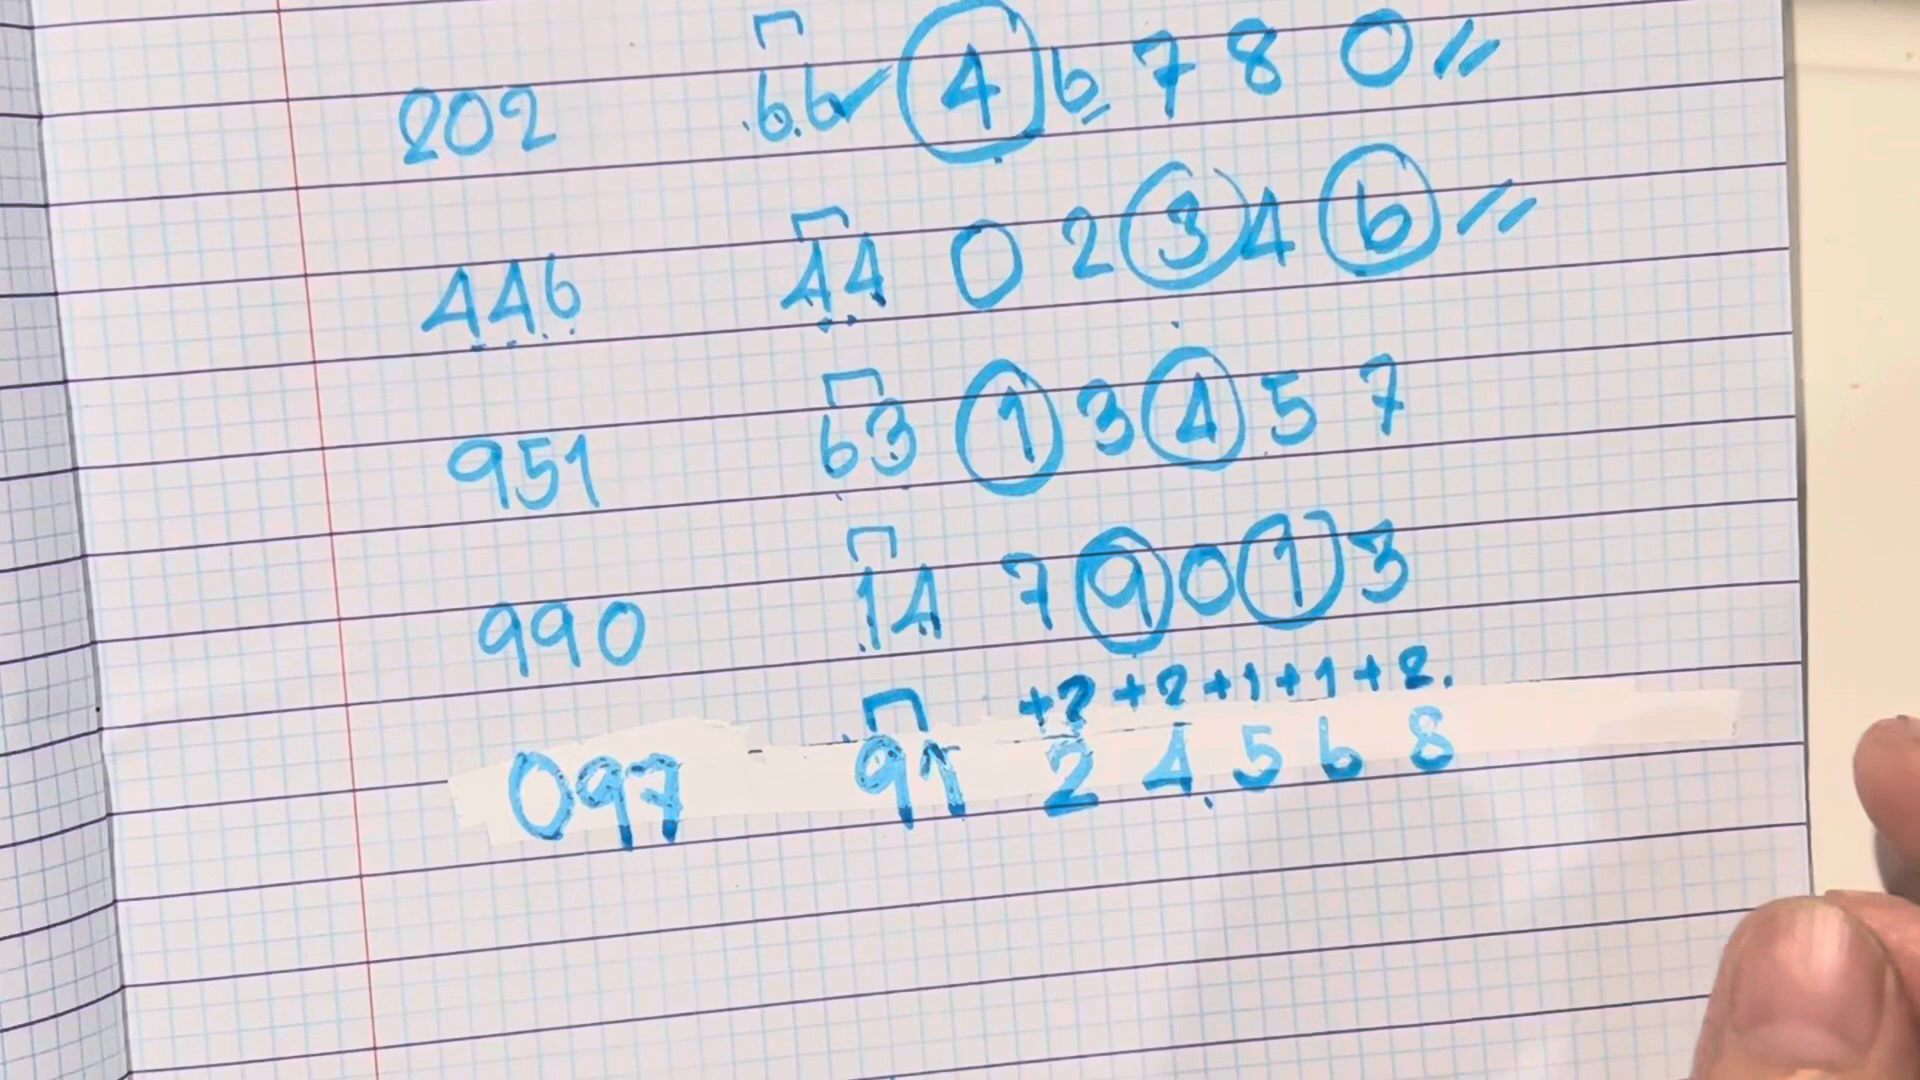 202 66✓ 4 6 7 8 0 //
446 44 0 2 3 4 6 //
951 63 1 3 4 5 7
990 14 7 9 0 1 3
+2 +2 +1 +1 +2.
097 91 2 4 5 6 8